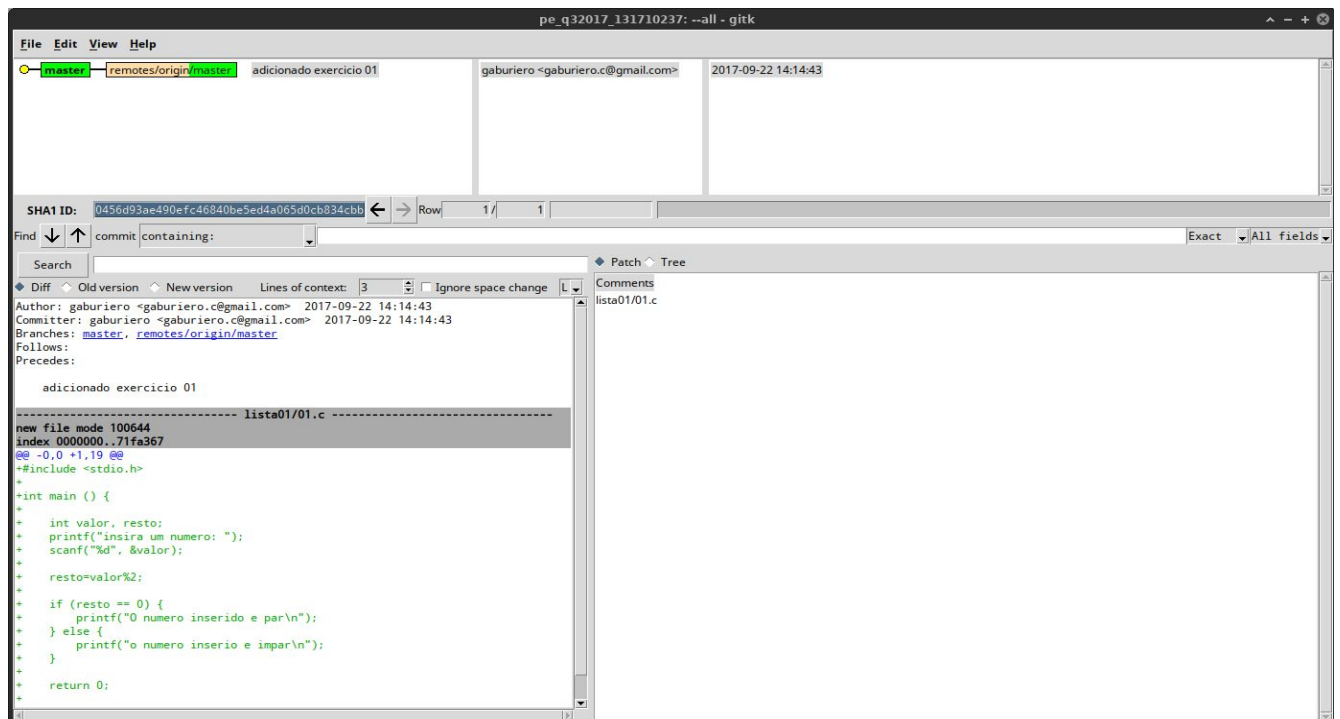 pe_q32017_131710237: --all - gitk
File Edit View Help
master remotes/origin/master adicionado exercicio 01 gaburiero <gaburiero.c@gmail.com> 2017-09-22 14:14:43
SHA1 ID: 0456d93ae490efc46840be5ed4a065d0cb834cbb Row 1 / 1
Find commit containing: Exact All fields
Search
Patch Tree
Diff Old version New version Lines of context: 3 Ignore space change L
Comments
lista01/01.c
Author: gaburiero <gaburiero.c@gmail.com> 2017-09-22 14:14:43
Committer: gaburiero <gaburiero.c@gmail.com> 2017-09-22 14:14:43
Branches: master, remotes/origin/master
Follows:
Precedes:
adicionado exercicio 01
--------------------------------- lista01/01.c ---------------------------------
new file mode 100644
index 0000000..71fa367
@@ -0,0 +1,19 @@
+#include <stdio.h>
+
+int main () {
+
+    int valor, resto;
+    printf("insira um numero: ");
+    scanf("%d", &valor);
+
+    resto=valor%2;
+
+    if (resto == 0) {
+        printf("O numero inserido e par\n");
+    } else {
+        printf("o numero inserio e impar\n");
+    }
+
+    return 0;
+